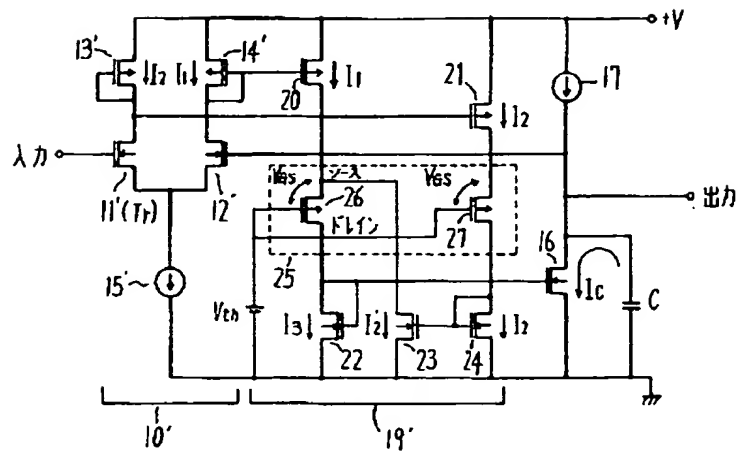 +V
13'
14'
I2
I1
20
I1
21
17
I2
入力
出力
11'(Tr)
12'
VGS
ソース
VGS
26
ドレイン
27
16
25'
15'
Vth
Ic
C
I3
I2'
I2
22
23
24
10'
19'